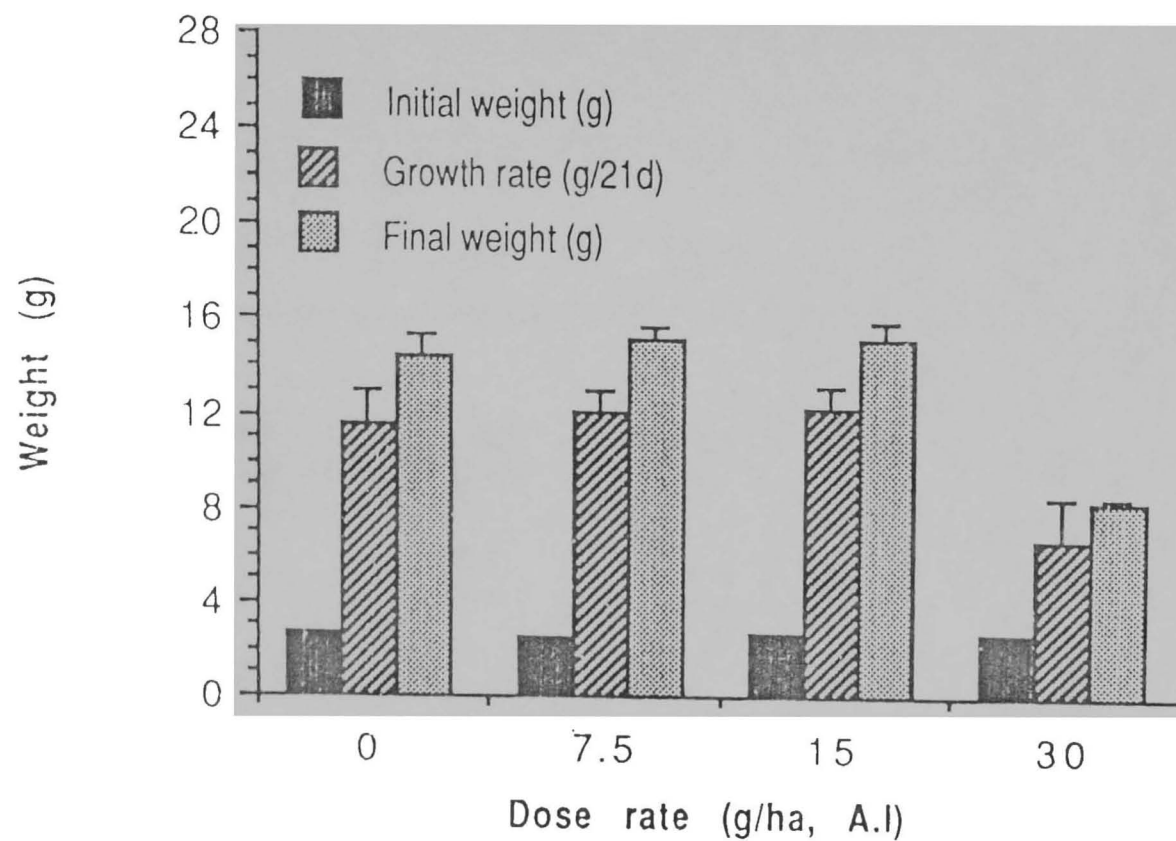 28
24
20
16
12
8
4
0
Weight (g)
Initial weight (g)
Growth rate (g/21d)
Final weight (g)
0 7.5 15 30
Dose rate (g/ha, A.I)